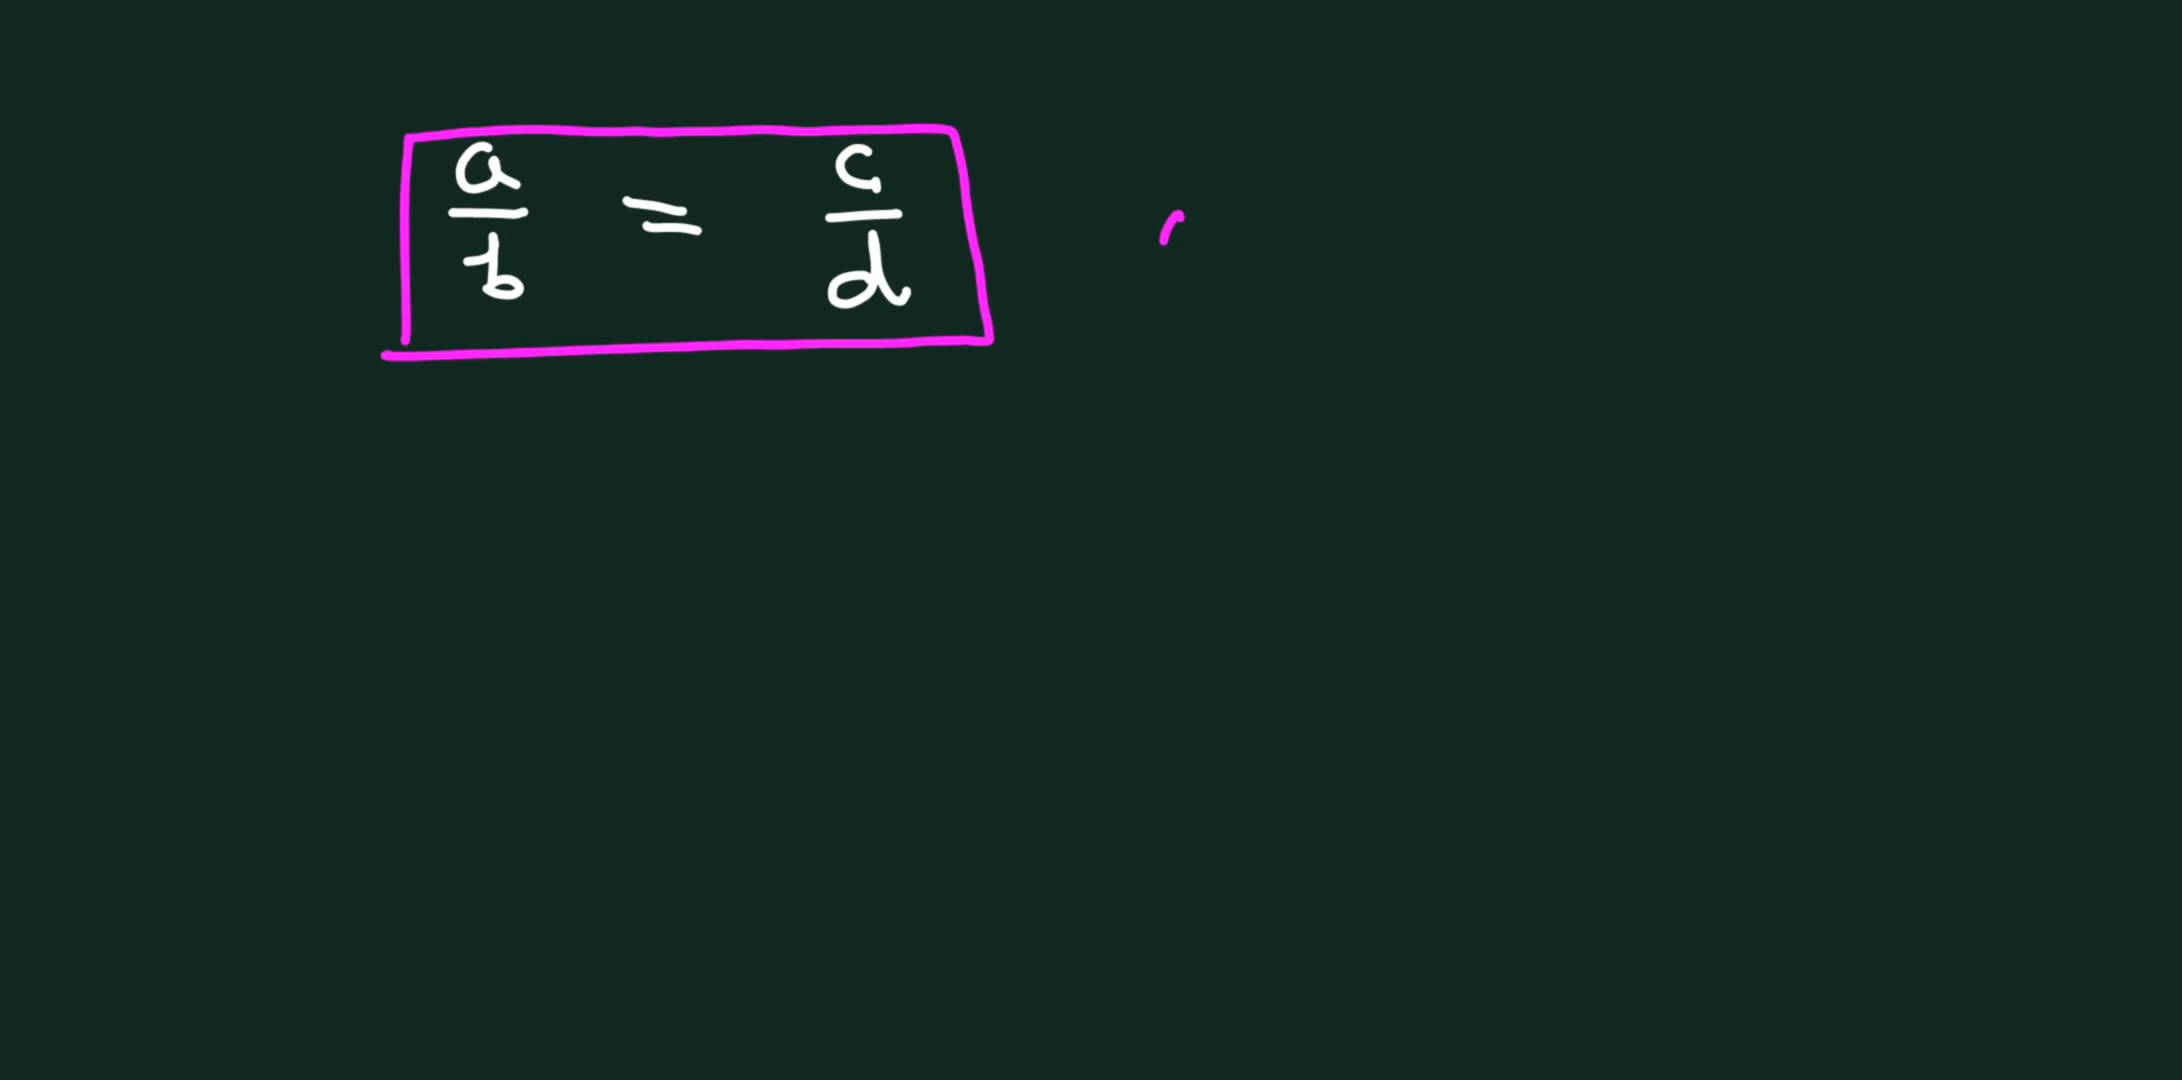 a/b = c/d